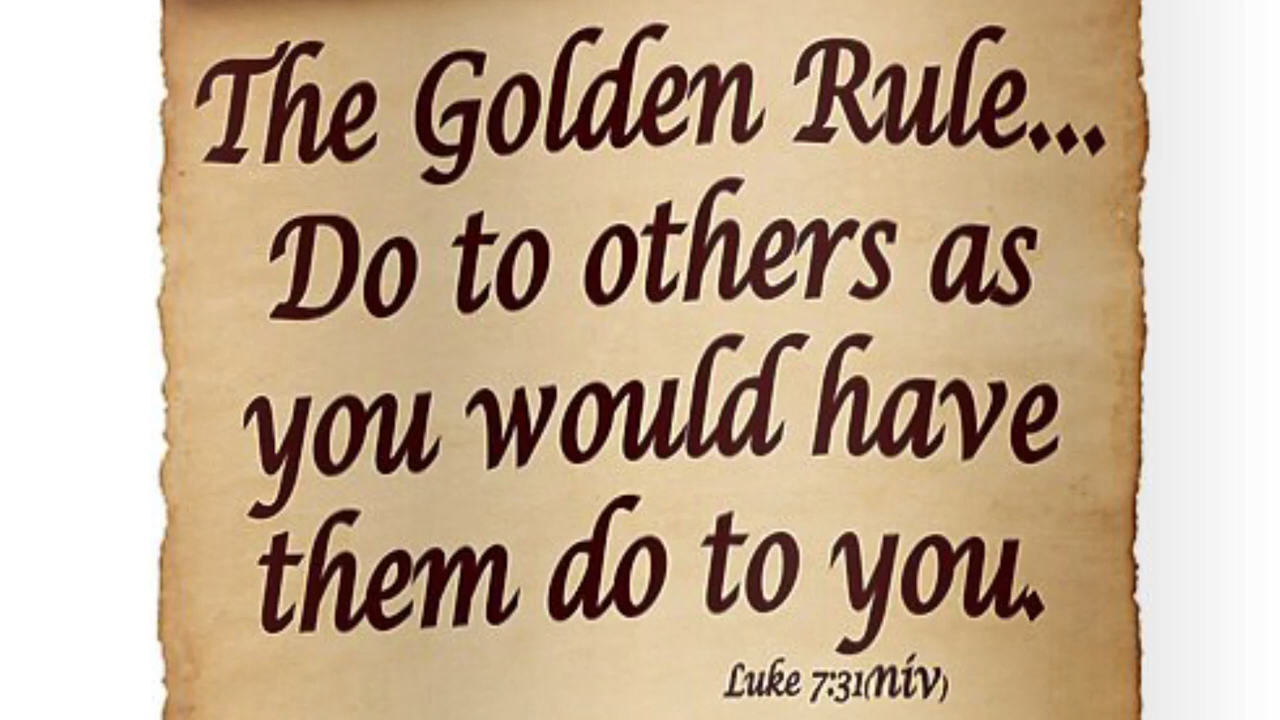 The Golden Rule...
Do to others as
you would have
them do to you.
Luke 7:31(niv)